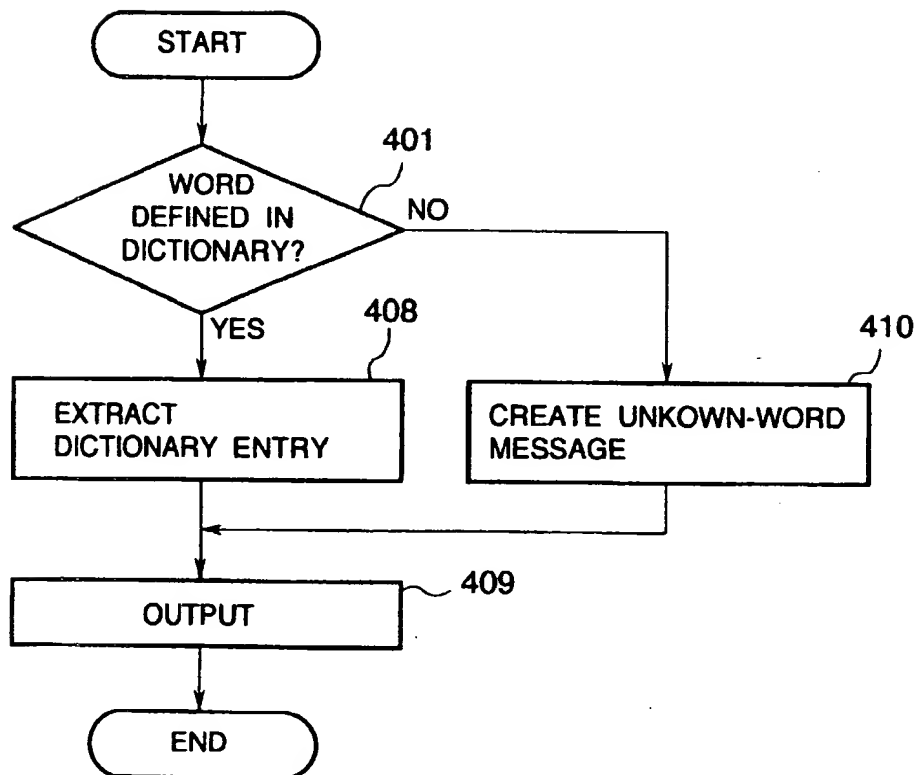 START
401
WORD
DEFINED IN
DICTIONARY?
NO
YES
408
EXTRACT
DICTIONARY ENTRY
410
CREATE UNKOWN-WORD
MESSAGE
409
OUTPUT
END